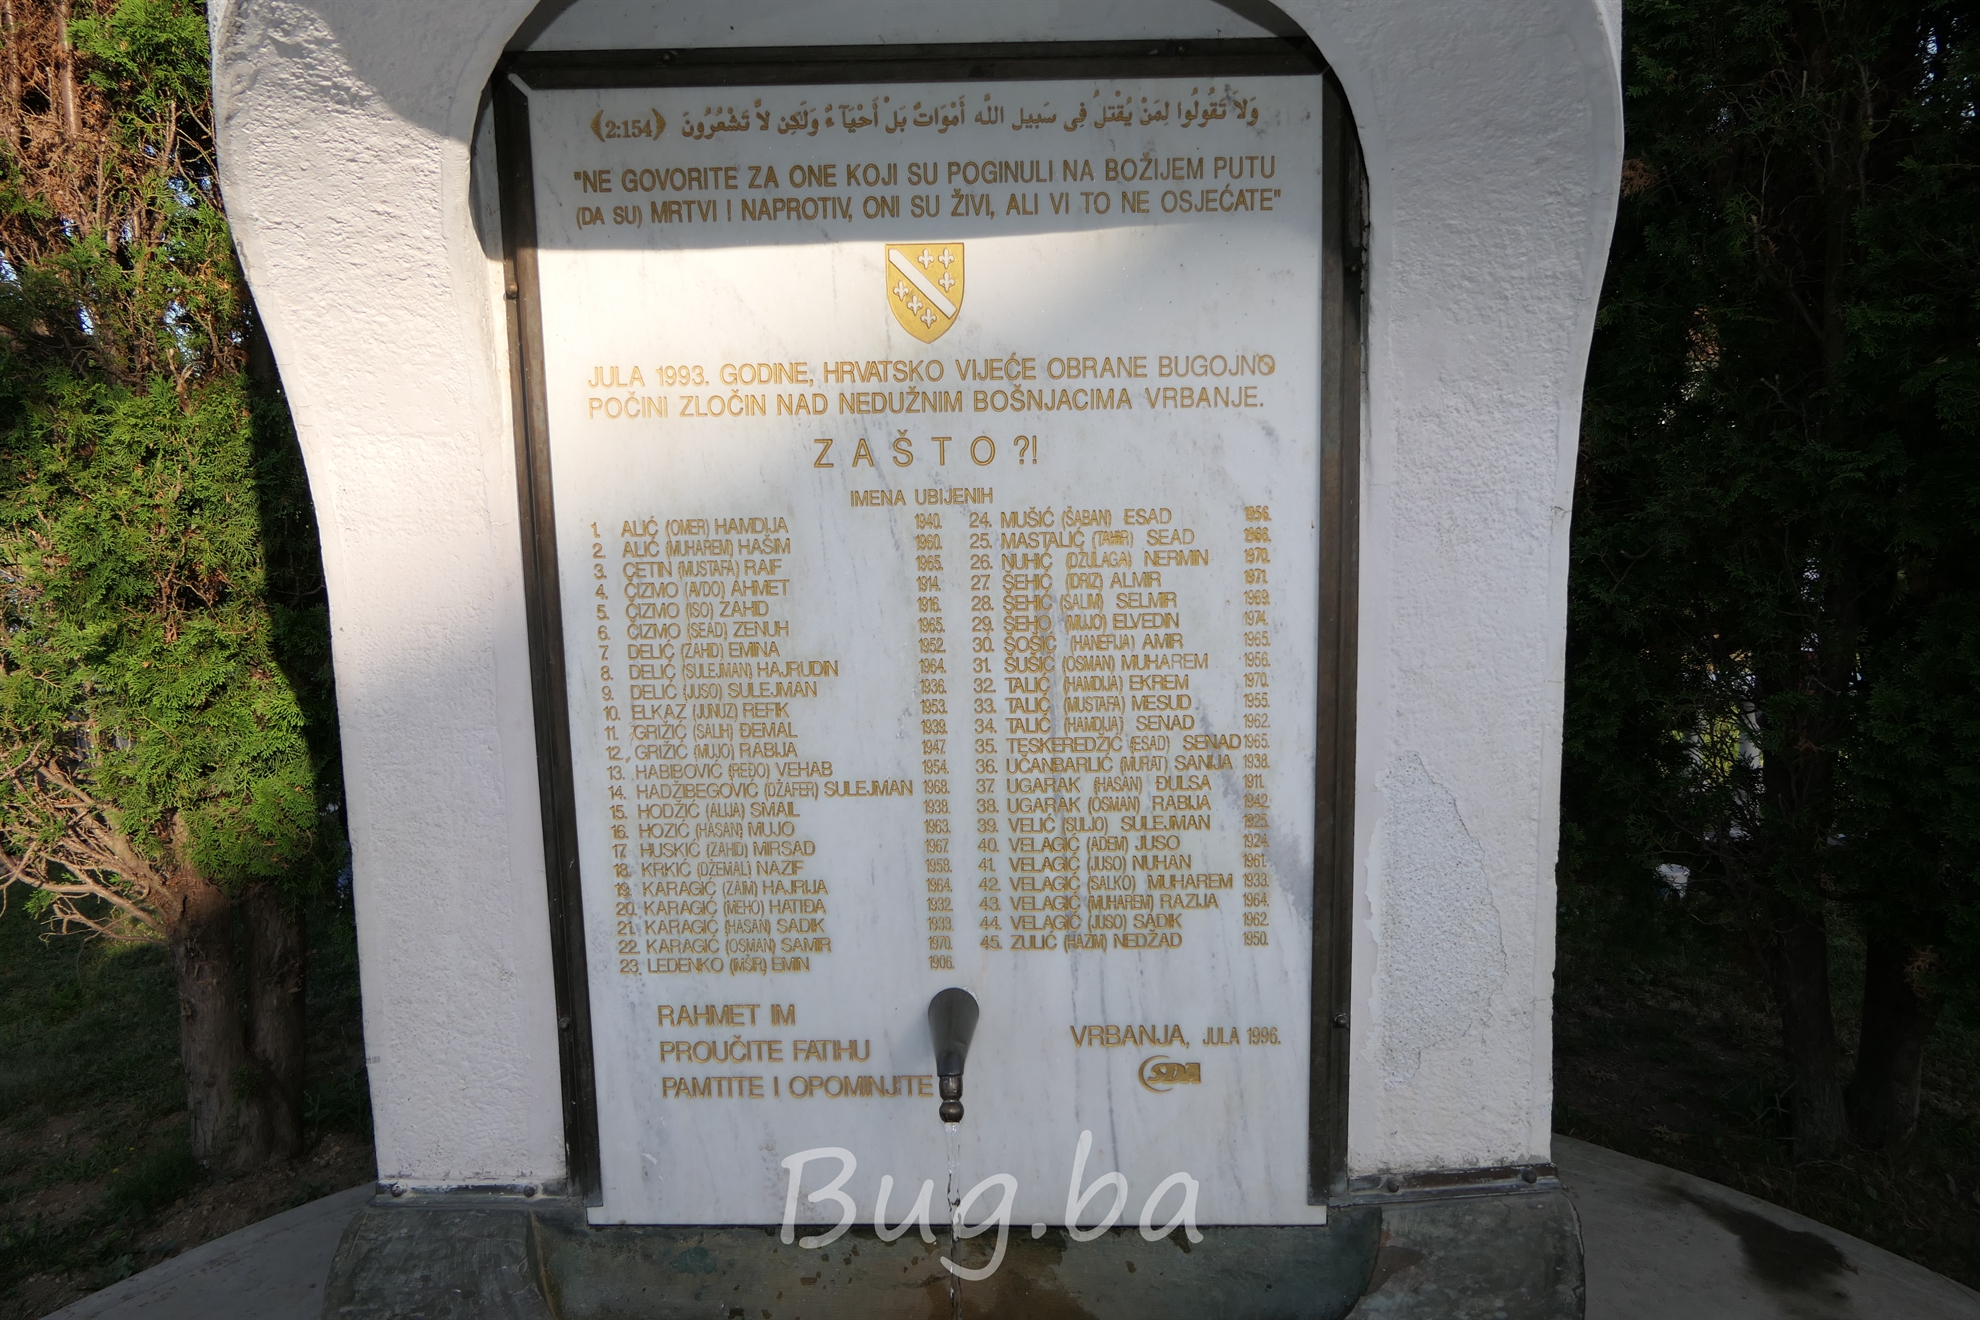 وَلاَ تَقُولُوا لِمَنْ يُقْتَلُ فِي سَبِيلِ اللَّه أَمْوَاتٌ بَلْ أَحْيَآءٌ وَلَكِن لاَّ تَشْعُرُونَ ﴿2:154﴾
"NE GOVORITE ZA ONE KOJI SU POGINULI NA BOŽIJEM PUTU
(DA SU) MRTVI I NAPROTIV, ONI SU ŽIVI, ALI VI TO NE OSJEĆATE"
JULA 1993. GODINE, HRVATSKO VIJEĆE OBRANE BUGOJNO
POČINI ZLOČIN NAD NEDUŽNIM BOŠNJACIMA VRBANJE.
ZAŠTO ?!
IMENA UBIJENIH
1. ALIĆ (OMER) HAMDIJA 1940.
2. ALIĆ (MUHAREM) HAŠIM 1960.
3. ČETIN (MUSTAFA) RAIF 1965.
4. ČIZMO (AVDO) AHMET 1914.
5. ČIZMO (ISO) ZAHID 1916.
6. ČIZMO (SEAD) ZENUH 1965.
7. DELIĆ (ZAHID) EMINA 1952.
8. DELIĆ (SULEJMAN) HAJRUDIN 1964.
9. DELIĆ (JUSO) SULEJMAN 1936.
10. ELKAZ (JUNUZ) REFIK 1953.
11. GRIŽIĆ (SALIH) ĐEMAL 1939.
12. GRIŽIĆ (MUJO) RABIJA 1947.
13. HABIBOVIĆ (REĐO) VEHAB 1954.
14. HADŽIBEGOVIĆ (DŽAFER) SULEJMAN 1968.
15. HODŽIĆ (ALIJA) SMAIL 1938.
16. HOZIĆ (HASAN) MUJO 1963.
17. HUSKIĆ (ZAHID) MIRSAD 1967.
18. KRKIĆ (DŽEMAL) NAZIF 1958.
19. KARAGIĆ (ZAIM) HAJRIJA 1964.
20. KARAGIĆ (MEHO) HATIĐA 1932.
21. KARAGIĆ (HASAN) SADIK 1933.
22. KARAGIĆ (OSMAN) SAMIR 1970.
23. LEDENKO (IMŠIR) EMIN 1906.
24. MUŠIĆ (ŠABAN) ESAD 1956.
25. MASTALIĆ (TAHIR) SEAD
26. NUHIĆ (DŽULAGA) NERMIN 1970.
27. ŠEHIĆ (IDRIZ) ALMIR 1971.
28. ŠEHIĆ (SALIM) SELMIR 1969.
29. ŠEHO (MUJO) ELVEDIN 1974.
30. ŠOŠIĆ (HANEFIJA) AMIR 1965.
31. ŠUŠIĆ (OSMAN) MUHAREM 1956.
32. TALIĆ (HAMDIJA) EKREM 1970.
33. TALIĆ (MUSTAFA) MESUD 1955.
34. TALIĆ (HAMDIJA) SENAD 1962.
35. TESKEREDŽIĆ (ESAD) SENAD 1965.
36. UČANBARLIĆ (MURAT) SANIJA 1938.
37. UGARAK (HASAN) ĐULSA 1911.
38. UGARAK (OSMAN) RABIJA 1942.
39. VELIĆ (SULJO) SULEJMAN 1925.
40. VELAGIĆ (ADEM) JUSO 1924.
41. VELAGIĆ (JUSO) NUHAN 1961.
42. VELAGIĆ (SALKO) MUHAREM 1933.
43. VELAGIĆ (MUHAREM) RAZIJA 1964.
44. VELAGIĆ (JUSO) SADIK 1962.
45. ZULIĆ (HAZIM) NEDŽAD 1950.
RAHMET IM
PROUČITE FATIHU
PAMTITE I OPOMINJITE
VRBANJA, JULA 1996.
SDA
Bug.ba